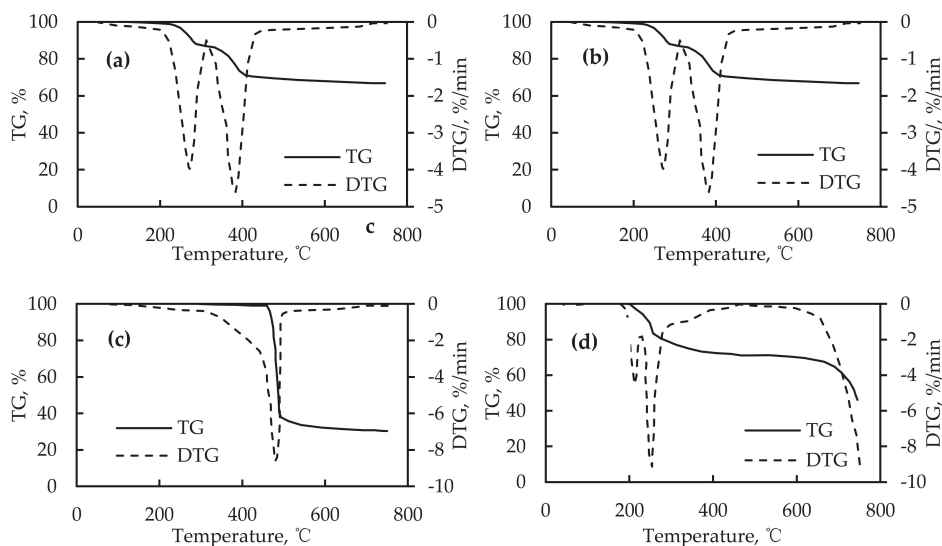 100
80
60
40
20
0
TG, %
(a)
TG
DTG
0
-1
-2
-3
-4
-5
DTG/, %/min
0
200
400
600
800
c
Temperature, ℃
100
80
60
40
20
0
TG, %
(b)
TG
DTG
0
-1
-2
-3
-4
-5
DTG/, %/min
0
200
400
600
800
Temperature, ℃
100
80
60
40
20
0
TG, %
(c)
TG
DTG
0
-2
-4
-6
-8
-10
DTG, %/min
0
200
400
600
800
Temperature, ℃
100
80
60
40
20
0
TG, %
(d)
TG
DTG
0
-2
-4
-6
-8
-10
DTG, %/min
0
200
400
600
800
Temperature, ℃